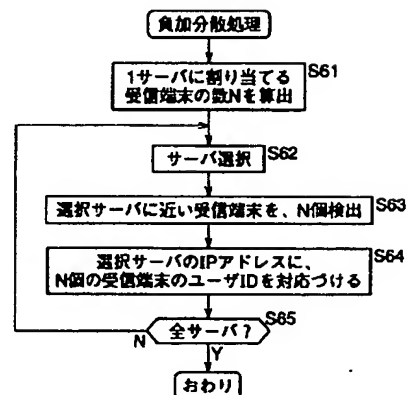 負加分散処理
S61
1サーバに割り当てる
受信端末の数Nを算出
S62
サーバ選択
S63
選択サーバに近い受信端末を、N個検出
S64
選択サーバのIPアドレスに、
N個の受信端末のユーザIDを対応づける
S65
全サーバ？
N
Y
おわり